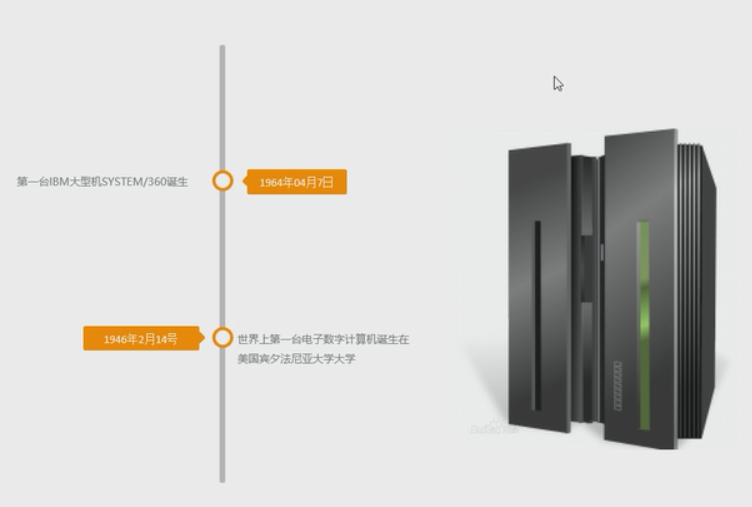 第一台IBM大型机SYSTEM/360诞生
1964年04月7日
1946年2月14号
世界上第一台电子数字计算机诞生在
美国宾夕法尼亚大学大学